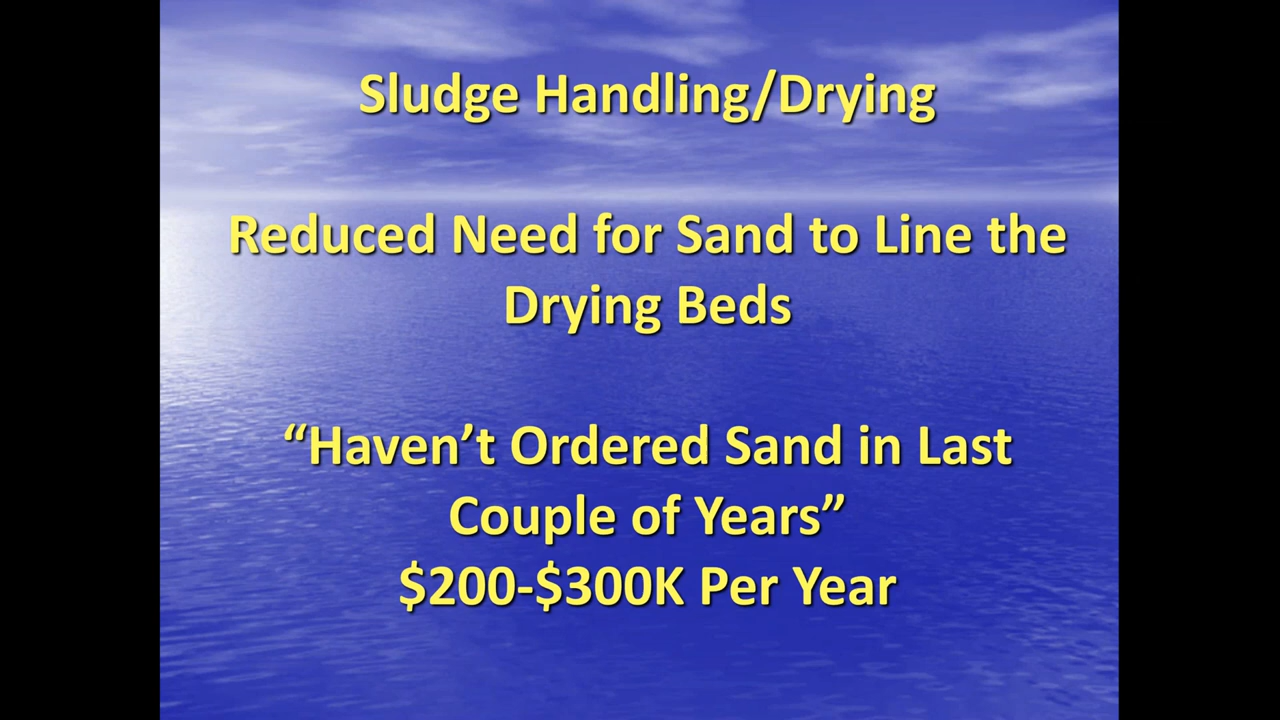 Sludge Handling/Drying
Reduced Need for Sand to Line the
Drying Beds
“Haven’t Ordered Sand in Last
Couple of Years”
$200-$300K Per Year